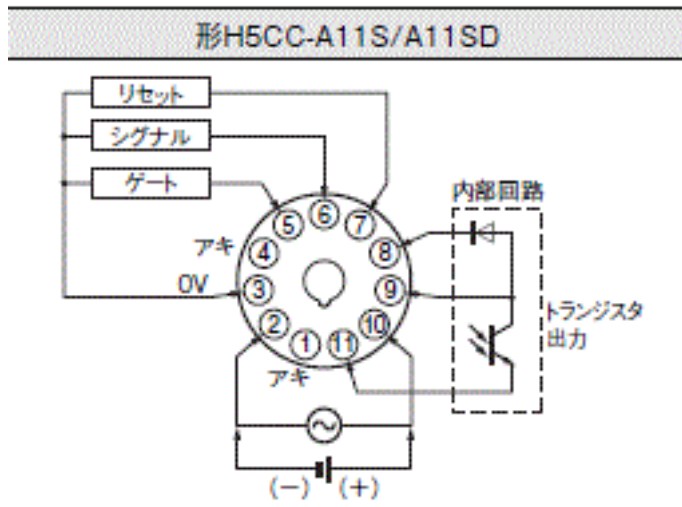 形H5CC-A11S/A11SD
リセット
シグナル
ゲート
内部回路
⑥
⑤ ⑦
アキ ④ ⑧
0V ③ ⑨
トランジスタ
出力
② ⑩
① ⑪
アキ
(−) (+)